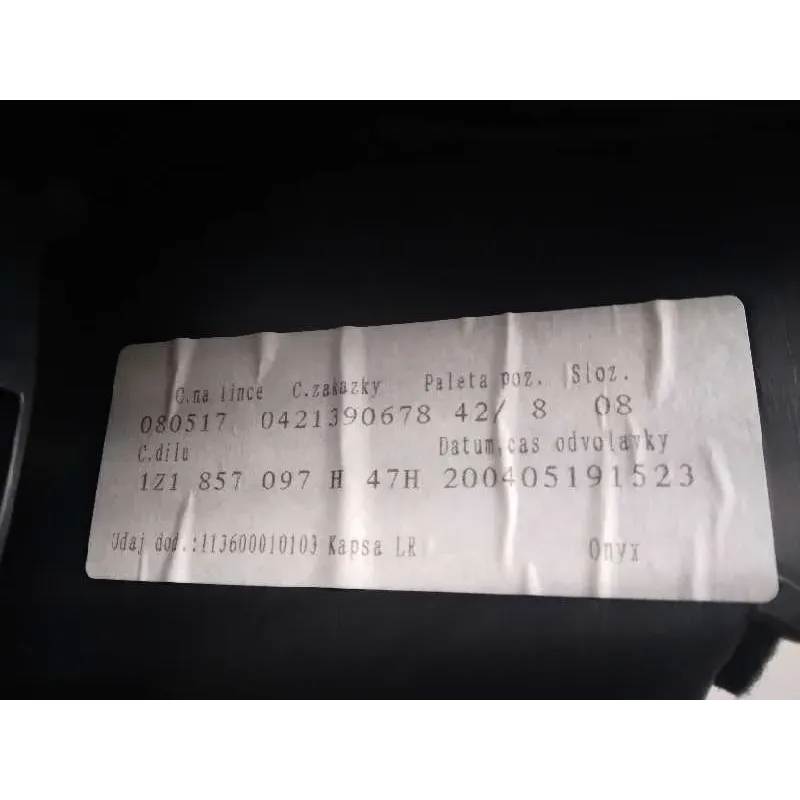 C.na lince C.zakazky Paleta poz. Sloz.
080517 0421390678 42/ 8 08
C.dilu Datum,cas odvolavky
1Z1 857 097 H 47H 200405191523
Udaj dod.:113600010103 Kapsa LR Onyx